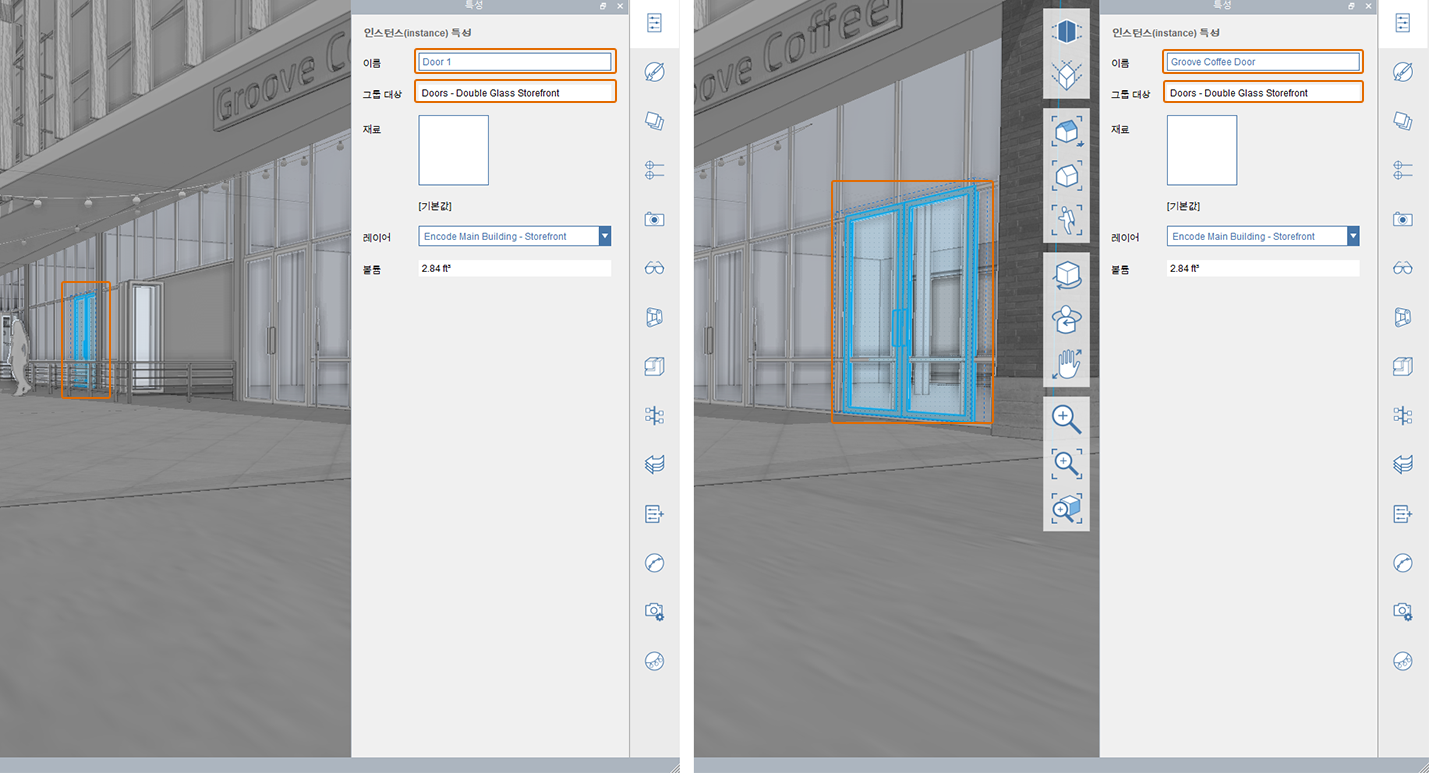 Groove Co
특성
인스턴스(instance) 특성
이름
Door 1
그룹 대상
Doors - Double Glass Storefront
재료
[기본값]
레이어
Encode Main Building - Storefront
볼륨
2.84 ft³
ove Coffee
특성
인스턴스(instance) 특성
이름
Groove Coffee Door
그룹 대상
Doors - Double Glass Storefront
재료
[기본값]
레이어
Encode Main Building - Storefront
볼륨
2.84 ft³